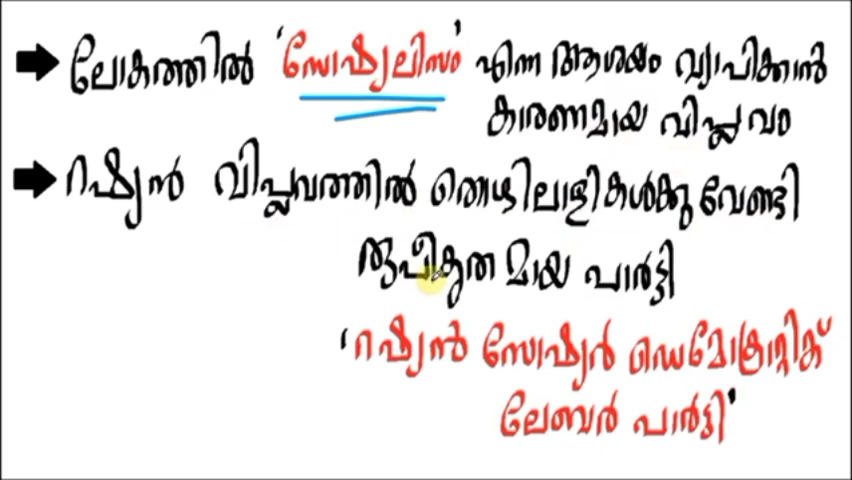 ലോകത്തിൽ 'സോഷ്യലിസം' എന്ന ആശയം വ്യാപിക്കാൻ
കാരണമായ വിപ്ലവം
റഷ്യൻ വിപ്ലവത്തിൽ തൊഴിലാളികൾക്കു വേണ്ടി
രൂപീകൃതമായ പാർട്ടി
'റഷ്യൻ സോഷ്യൽ ഡെമോക്രാറ്റിക്
ലേബർ പാർട്ടി'